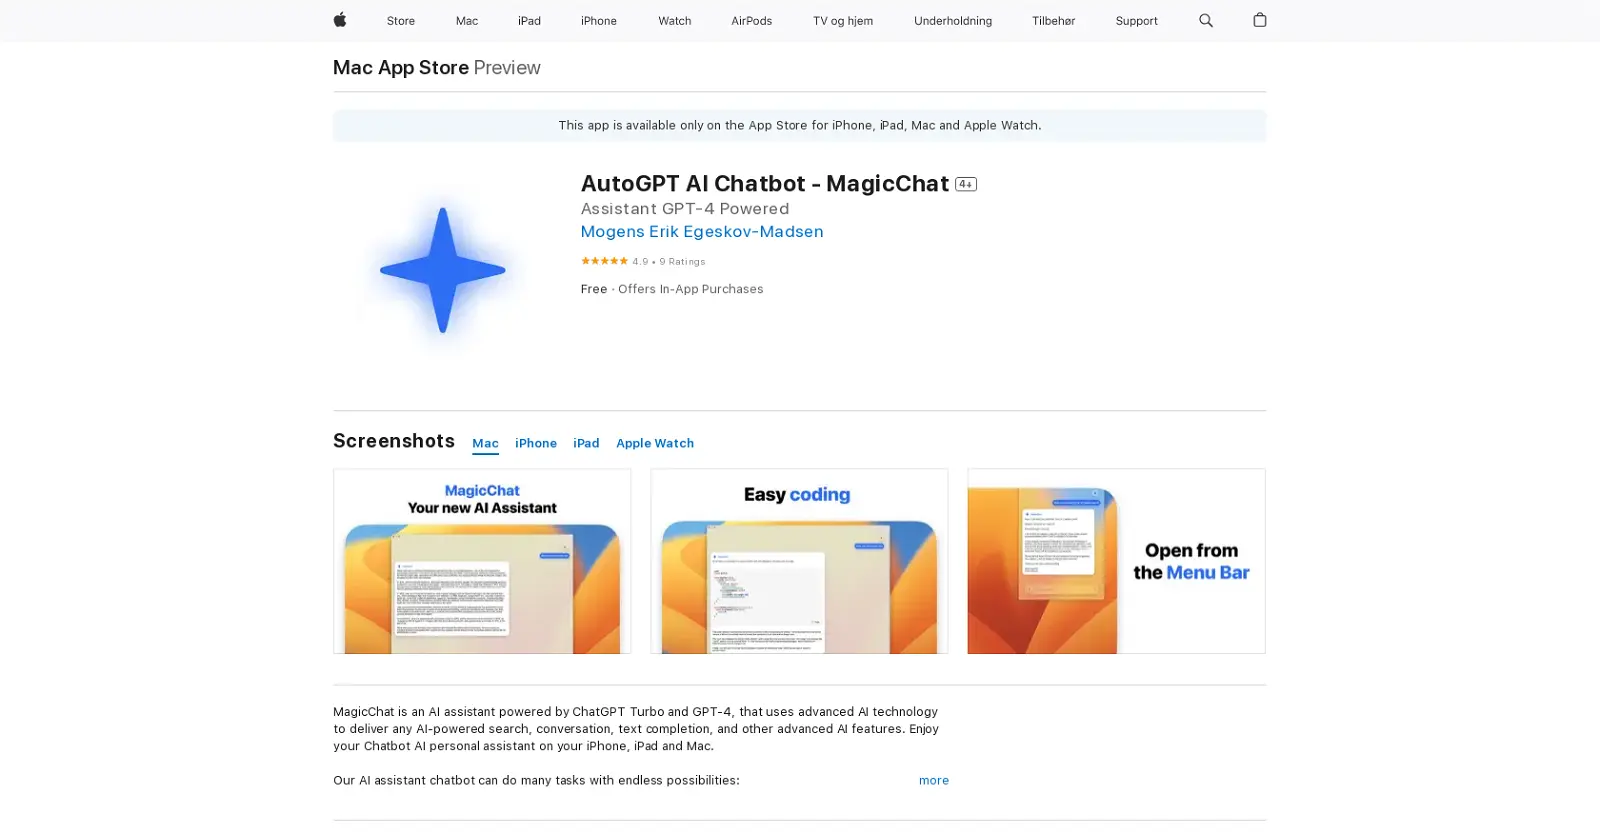 Store Mac iPad iPhone Watch AirPods TV og hjem Underholdning Tilbehør Support
Mac App Store Preview
This app is available only on the App Store for iPhone, iPad, Mac and Apple Watch.
AutoGPT AI Chatbot - MagicChat 4+
Assistant GPT-4 Powered
Mogens Erik Egeskov-Madsen
★★★★★ 4.9 • 9 Ratings
Free · Offers In-App Purchases
Screenshots Mac iPhone iPad Apple Watch
MagicChat
Your new AI Assistant
Easy coding
Open from
the Menu Bar
MagicChat is an AI assistant powered by ChatGPT Turbo and GPT-4, that uses advanced AI technology
to deliver any AI-powered search, conversation, text completion, and other advanced AI features. Enjoy
your Chatbot AI personal assistant on your iPhone, iPad and Mac.
Our AI assistant chatbot can do many tasks with endless possibilities:
more